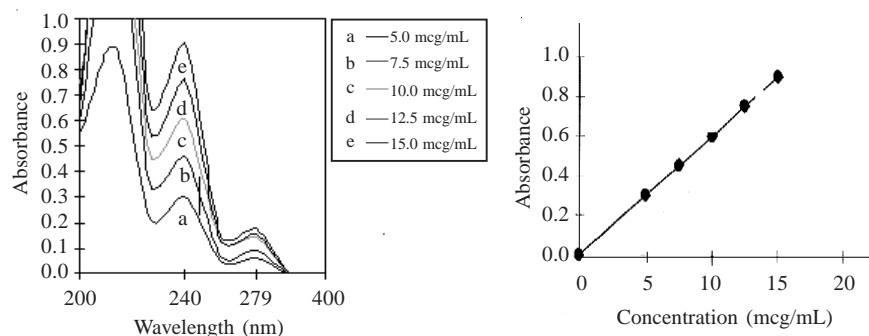 1.0
0.9
0.8
0.7
0.6
0.5
0.4
0.3
0.2
0.1
0.0
Absorbance
200
240
279
400
Wavelength (nm)
e
d
c
b
a
a 5.0 mcg/mL
b 7.5 mcg/mL
c 10.0 mcg/mL
d 12.5 mcg/mL
e 15.0 mcg/mL
1.0
0.8
0.6
0.4
0.2
0.0
Absorbance
0
5
10
15
20
Concentration (mcg/mL)